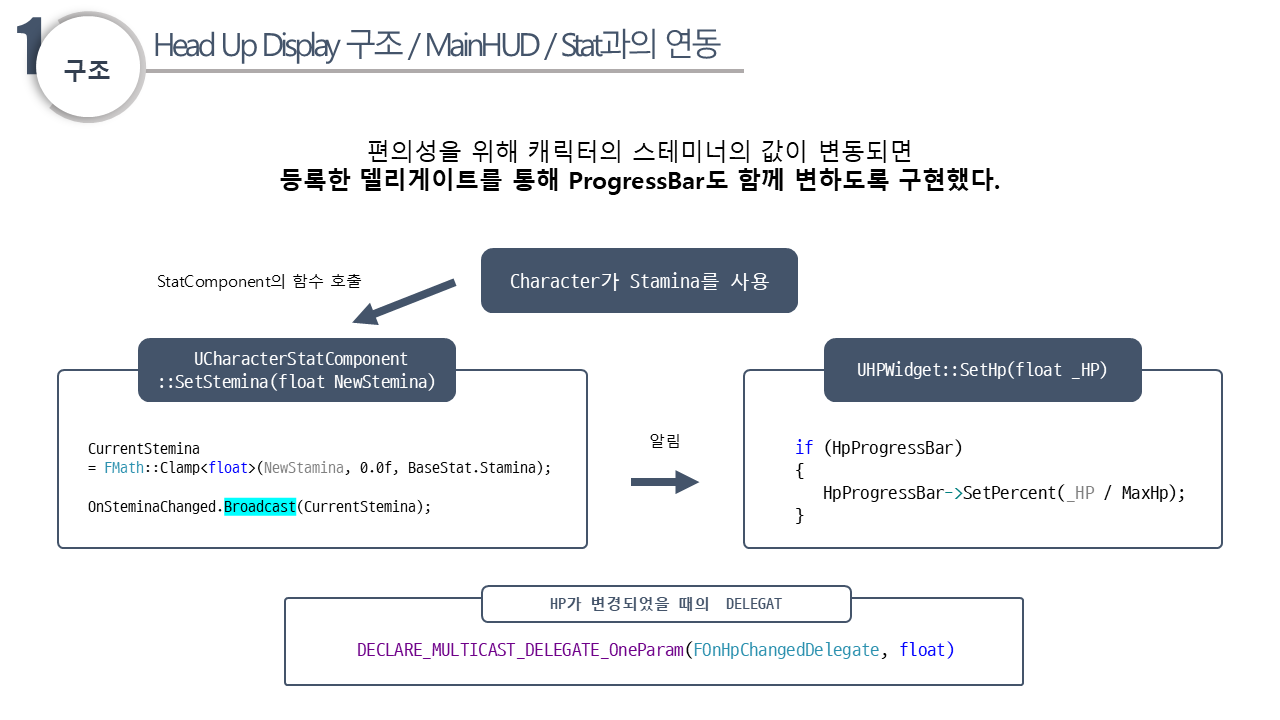 1
구조
Head Up Display 구조 / MainHUD / Stat과의 연동
편의성을 위해 캐릭터의 스테미너의 값이 변동되면
등록한 델리게이트를 통해 ProgressBar도 함께 변하도록 구현했다.
Character가 Stamina를 사용
StatComponent의 함수 호출
UCharacterStatComponent
::SetStemina(float NewStemina)
CurrentStemina
= FMath::Clamp<float>(NewStamina, 0.0f, BaseStat.Stamina);
OnSteminaChanged.Broadcast(CurrentStemina);
알림
UHPWidget::SetHp(float _HP)
if (HpProgressBar)
{
HpProgressBar->SetPercent(_HP / MaxHp);
}
HP가 변경되었을 때의 DELEGAT
DECLARE_MULTICAST_DELEGATE_OneParam(FOnHpChangedDelegate, float)